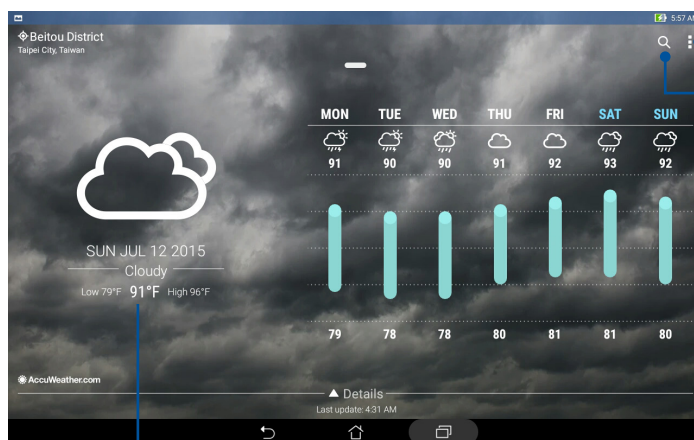 5:57 AM
Beitou District
Taipei City, Taiwan
MON TUE WED THU FRI SAT SUN
91 90 90 91 92 93 92
SUN JUL 12 2015
Cloudy
Low 79°F 91°F High 96°F
79 78 78 80 81 81 80
AccuWeather.com
Details
Last update: 4:31 AM